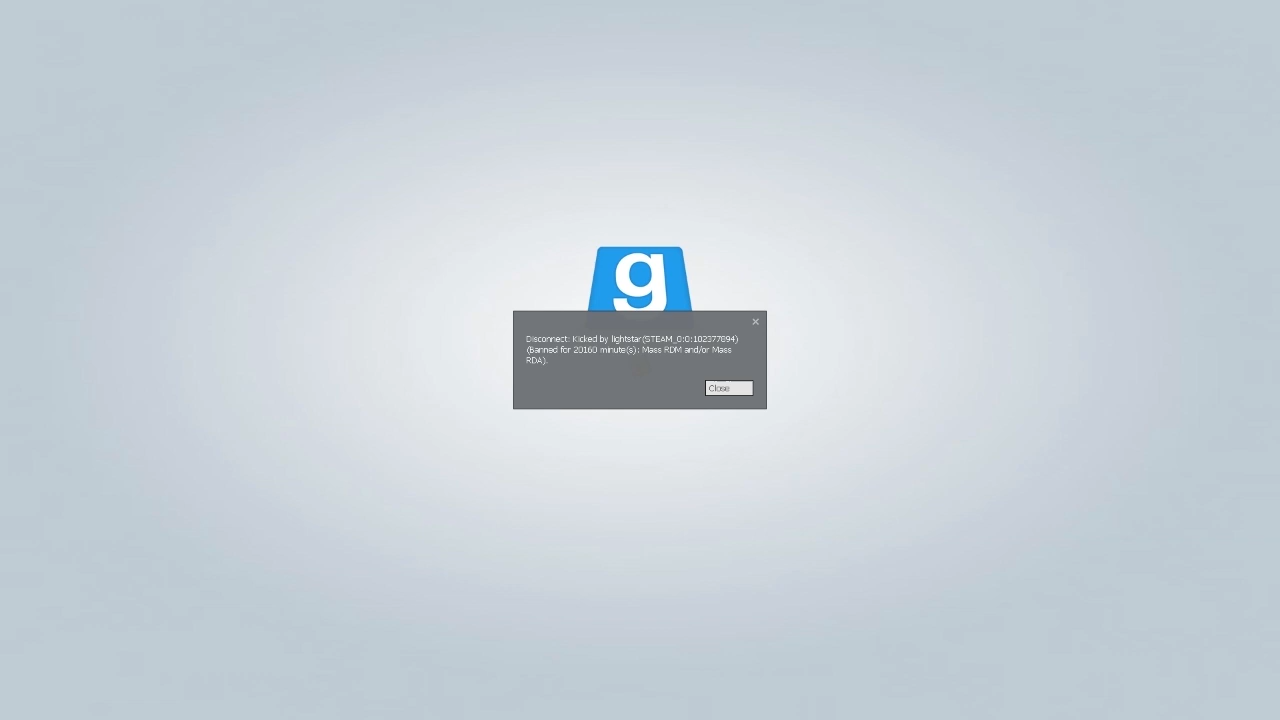 g
Disconnect: Kicked by lightstar(STEAM_0:0:102377894)
(Banned for 20160 minute(s): Mass RDM and/or Mass
RDA).
Close